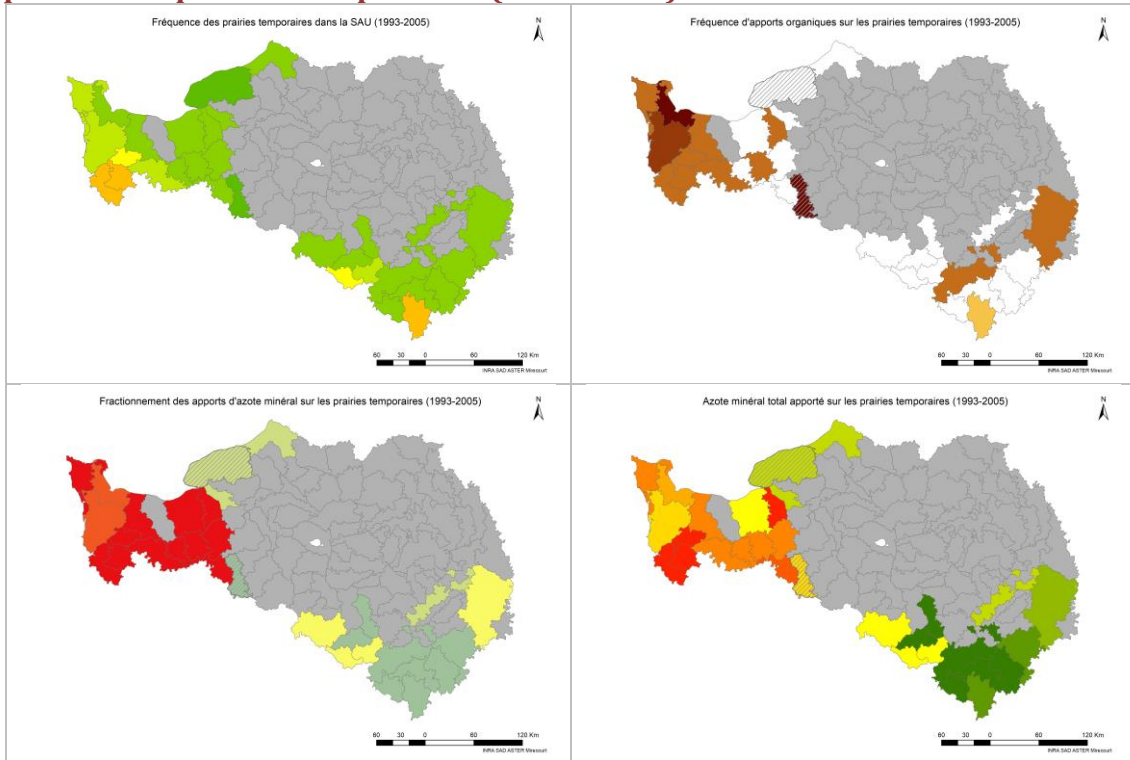 Fréquence des prairies temporaires dans la SAU (1993-2005)
N
60 30 0 60 120 Km
INRA SAD ASTER Mirecourt
Fréquence d'apports organiques sur les prairies temporaires (1993-2005)
N
60 30 0 60 120 Km
INRA SAD ASTER Mirecourt
Fractionnement des apports d'azote minéral sur les prairies temporaires (1993-2005)
N
60 30 0 60 120 Km
INRA SAD ASTER Mirecourt
Azote minéral total apporté sur les prairies temporaires (1993-2005)
N
60 30 0 60 120 Km
INRA SAD ASTER Mirecourt